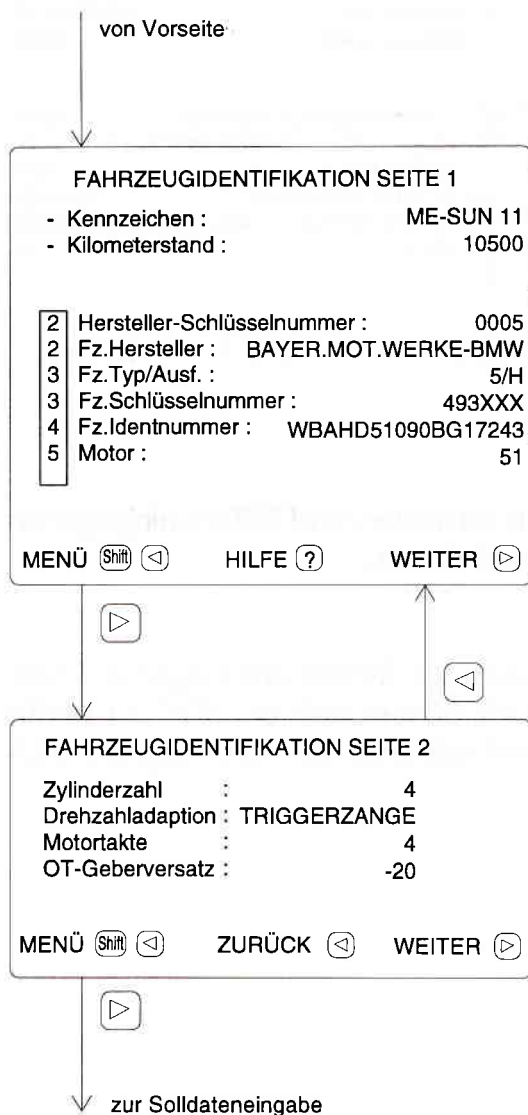 von Vorseite
FAHRZEUGIDENTIFIKATION SEITE 1
- Kennzeichen : ME-SUN 11
- Kilometerstand : 10500
2 Hersteller-Schlüsselnummer : 0005
2 Fz.Hersteller : BAYER.MOT.WERKE-BMW
3 Fz.Typ/Ausf. : 5/H
3 Fz.Schlüsselnummer : 493XXX
4 Fz.Identnummer : WBAHD51090BG17243
5 Motor : 51
MENÜ Shift ◁ HILFE ? WEITER ▷
▷
◁
FAHRZEUGIDENTIFIKATION SEITE 2
Zylinderzahl : 4
Drehzahladaption : TRIGGERZANGE
Motortakte : 4
OT-Geberversatz : -20
MENÜ Shift ◁ ZURÜCK ◁ WEITER ▷
▷
zur Solldateneingabe